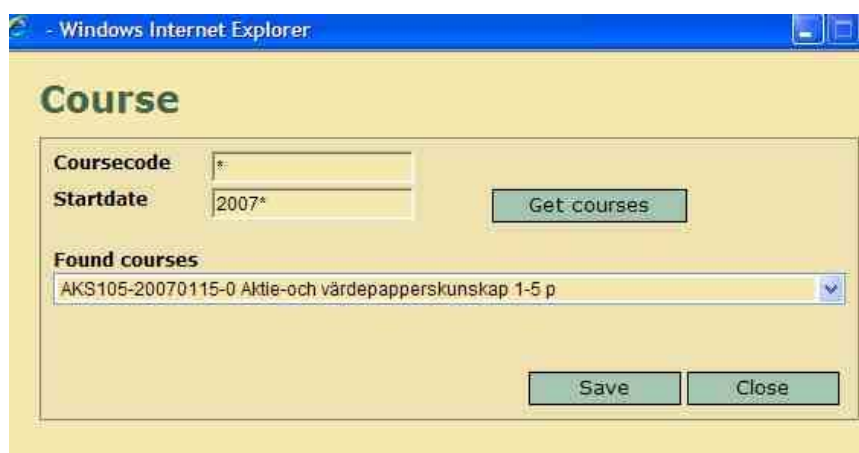 - Windows Internet Explorer
Course
Coursecode *
Startdate 2007* Get courses
Found courses
AKS105-20070115-0 Aktie-och värdepapperskunskap 1-5 p
Save Close